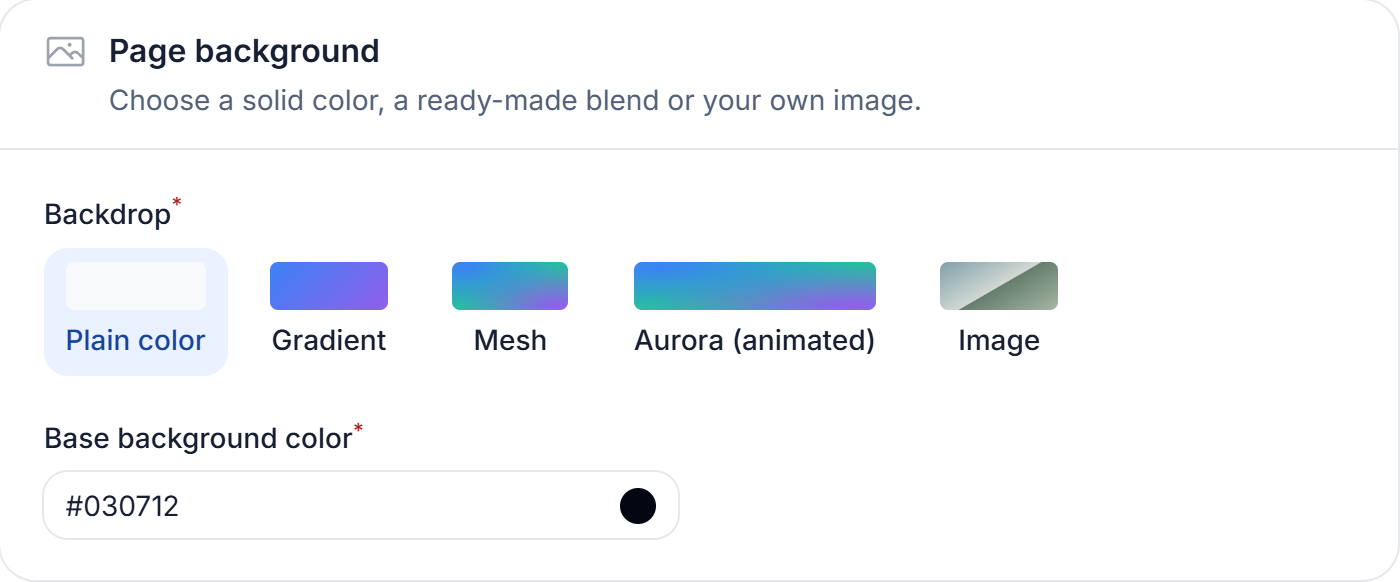 Page background
Choose a solid color, a ready-made blend or your own image.
Backdrop*
Plain color
Gradient
Mesh
Aurora (animated)
Image
Base background color*
#030712